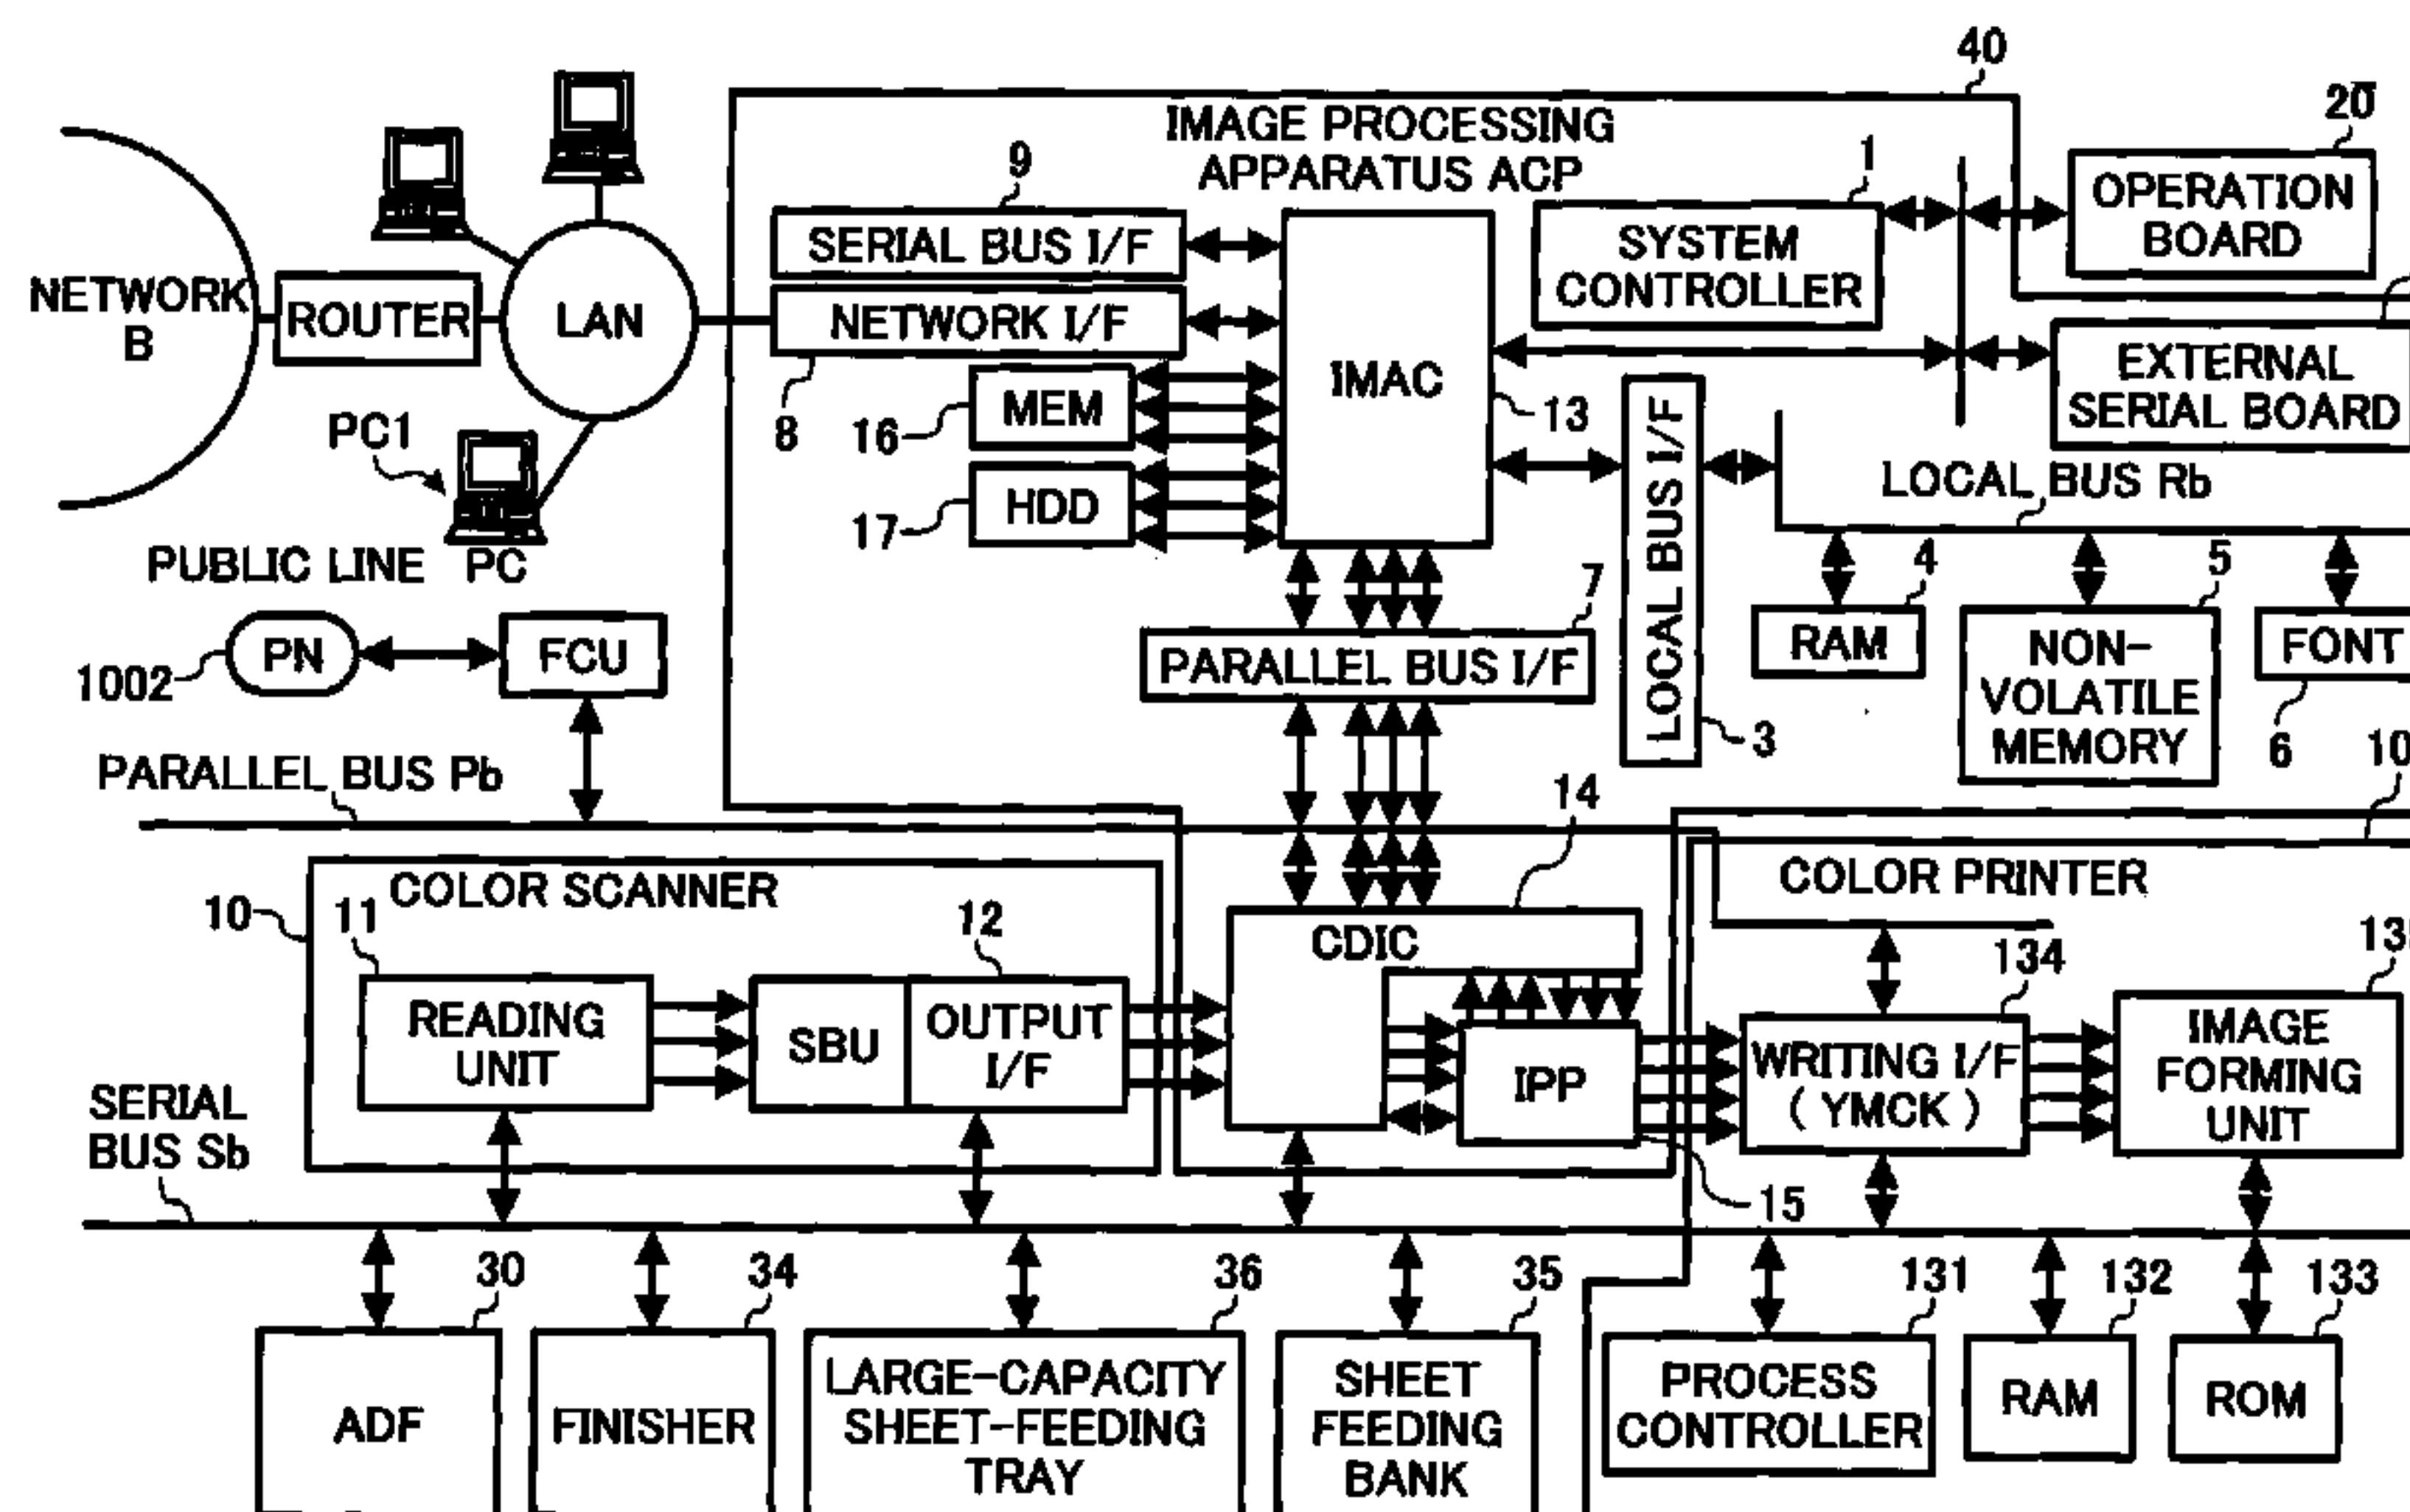 40
IMAGE PROCESSING
APPARATUS ACP
20
9
1
SERIAL BUS I/F
SYSTEM
CONTROLLER
OPERATION
BOARD
NETWORK
B
ROUTER
LAN
NETWORK I/F
IMAC
EXTERNAL
SERIAL BOARD
8
16
MEM
13
PC1
LOCAL BUS I/F
17
HDD
LOCAL BUS Rb
PUBLIC LINE
PC
7
4
5
PN
FCU
1002
PARALLEL BUS I/F
RAM
NON-
VOLATILE
MEMORY
FONT
3
6
10
PARALLEL BUS Pb
14
COLOR SCANNER
COLOR PRINTER
10
11
12
CDIC
134
READING
UNIT
SBU
OUTPUT
I/F
IPP
WRITING I/F
( YMCK )
IMAGE
FORMING
UNIT
SERIAL
BUS Sb
15
30
34
36
35
131
132
133
ADF
FINISHER
LARGE-CAPACITY
SHEET-FEEDING
TRAY
SHEET
FEEDING
BANK
PROCESS
CONTROLLER
RAM
ROM